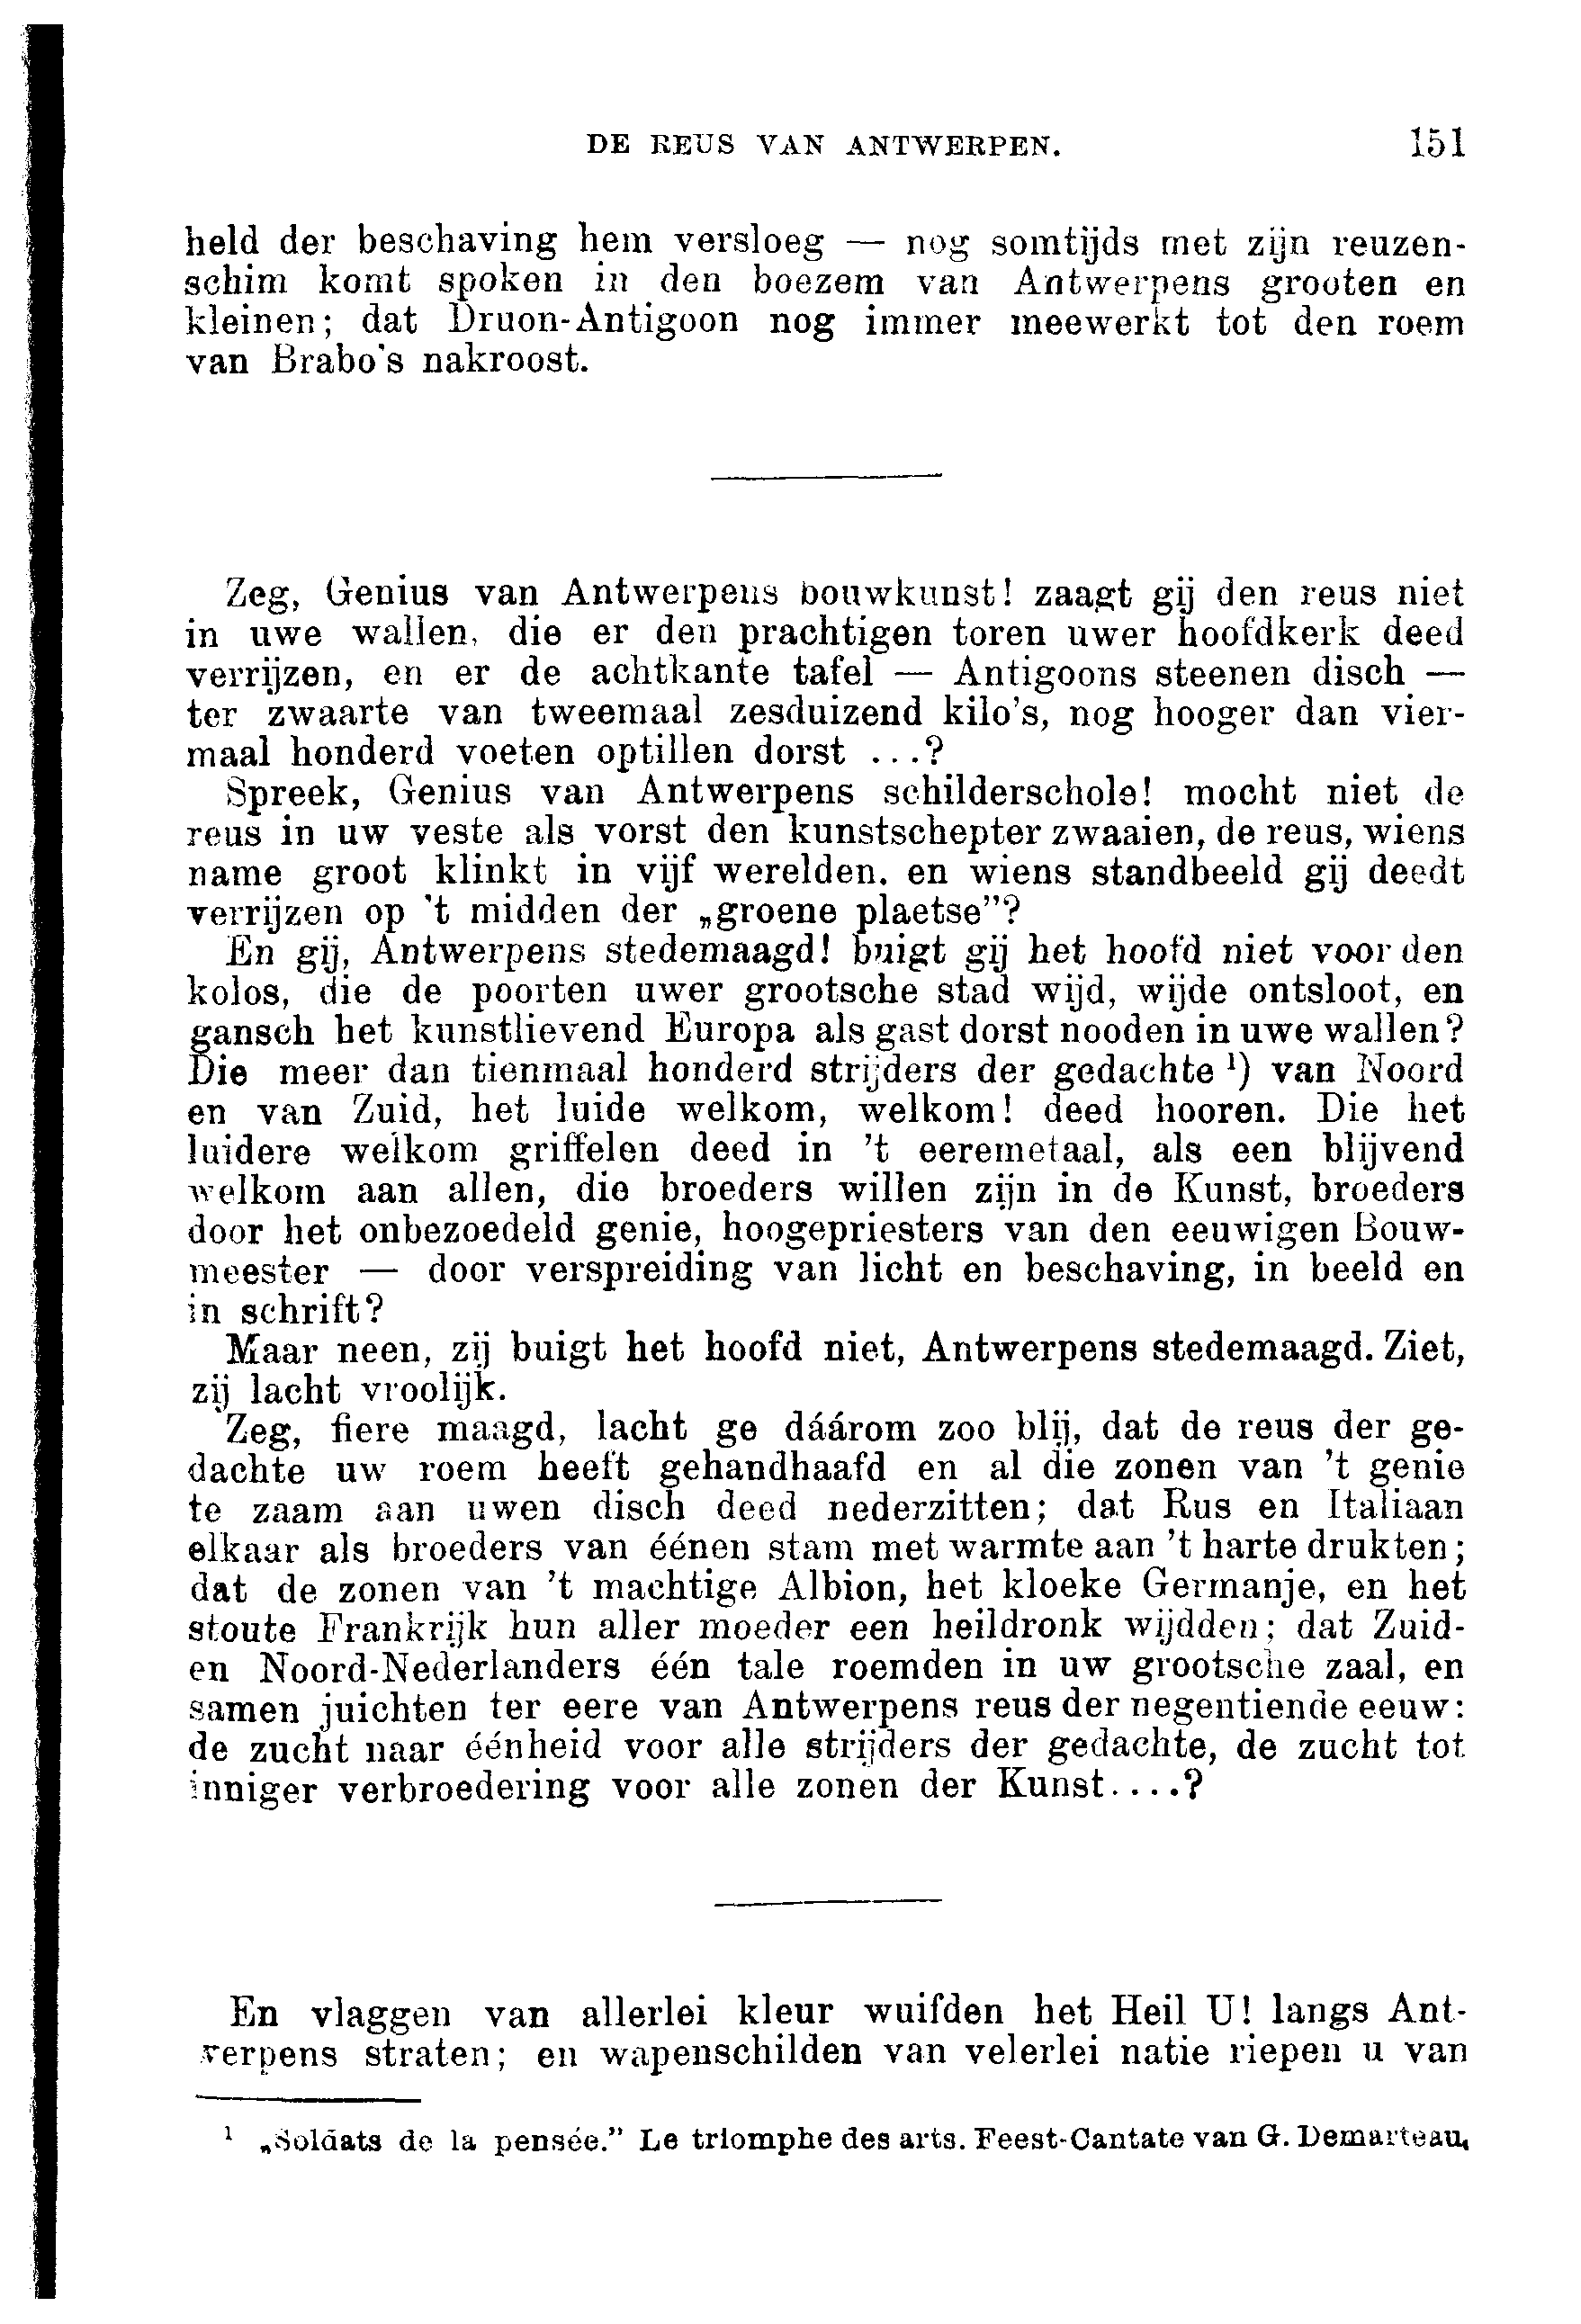 DE REUS VAN ANTWERPEN. 151
held der beschaving hem versloeg — nog somtijds met zijn reuzen-
schim komt spoken in den boezem van Antwerpens grooten en
kleinen; dat Druon-Antigoon nog immer meewerkt tot den roem
van Brabo's nakroost.
Zeg, Genius van Antwerpens bouwkunst! zaagt gij den reus niet
in uwe wallen, die er den prachtigen toren uwer hoofdkerk deed
verrijzen, en er de achtkante tafel — Antigoons steenen disch —
ter zwaarte van tweemaal zesduizend kilo's, nog hooger dan vier-
maal honderd voeten optillen dorst ...?
Spreek, Genius van Antwerpens schilderschole! mocht niet de
reus in uw veste als vorst den kunstschepter zwaaien, de reus, wiens
name groot klinkt in vijf werelden. en wiens standbeeld gij deedt
verrijzen op 't midden der „groene plaetse"?
En gij, Antwerpens stedemaagd! buigt gij het hoofd niet voor den
kolos, die de poorten uwer grootsche stad wijd, wijde ontsloot, en
gansch het kunstlievend Europa als gast dorst nooden in uwe wallen?
Die meer dan tienmaal honderd strijders der gedachte ¹) van Noord
en van Zuid, het luide welkom, welkom! deed hooren. Die het
luidere welkom griffelen deed in 't eeremetaal, als een blijvend
welkom aan allen, die broeders willen zijn in de Kunst, broeders
door het onbezoedeld genie, hoogepriesters van den eeuwigen Bouw-
meester — door verspreiding van licht en beschaving, in beeld en
in schrift?
Maar neen, zij buigt het hoofd niet, Antwerpens stedemaagd. Ziet,
zij lacht vroolijk.
Zeg, fiere maagd, lacht ge dáárom zoo blij, dat de reus der ge-
dachte uw roem heeft gehandhaafd en al die zonen van 't genie
te zaam aan uwen disch deed nederzitten; dat Rus en Italiaan
elkaar als broeders van éénen stam met warmte aan 't harte drukten;
dat de zonen van 't machtige Albion, het kloeke Germanje, en het
stoute Frankrijk hun aller moeder een heildronk wijdden; dat Zuid-
en Noord-Nederlanders één tale roemden in uw grootsche zaal, en
samen juichten ter eere van Antwerpens reus der negentiende eeuw:
de zucht naar éénheid voor alle strijders der gedachte, de zucht tot
inniger verbroedering voor alle zonen der Kunst....?
En vlaggen van allerlei kleur wuifden het Heil U! langs Ant-
werpens straten; en wapenschilden van velerlei natie riepen u van
¹ „Soldats de la pensée." Le triomphe des arts. Feest-Cantate van G. Demarteau,